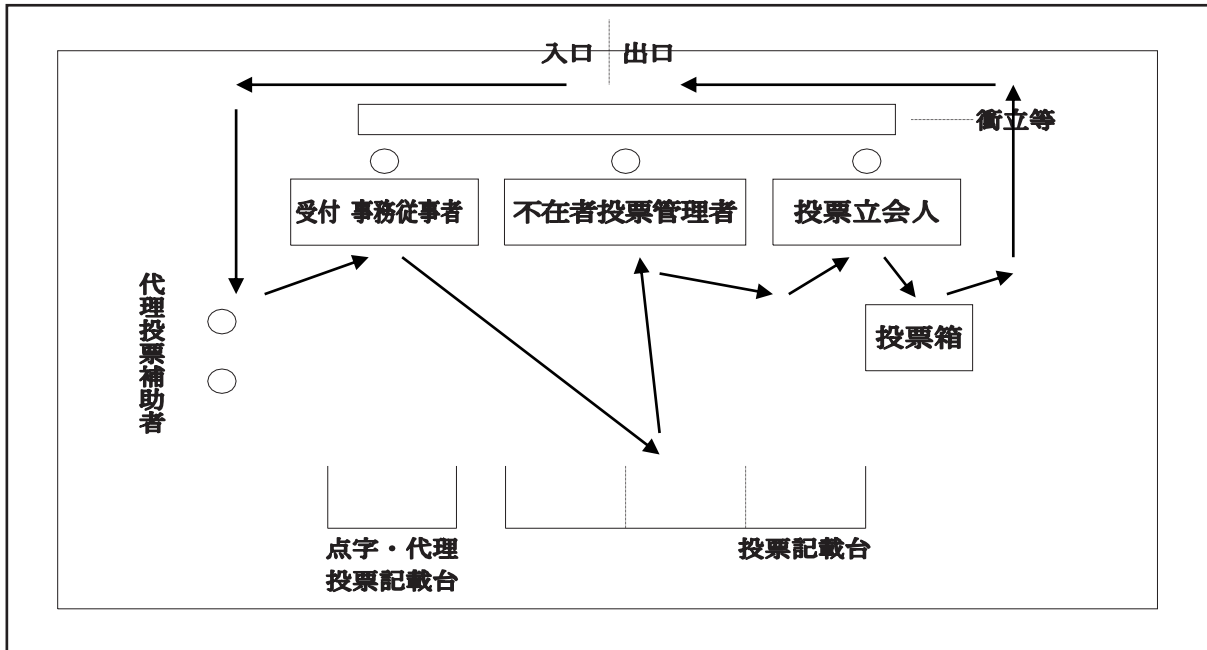 入口 出口
衝立等
受付 事務従事者
不在者投票管理者
投票立会人
代理投票補助者
投票箱
点字・代理
投票記載台
投票記載台